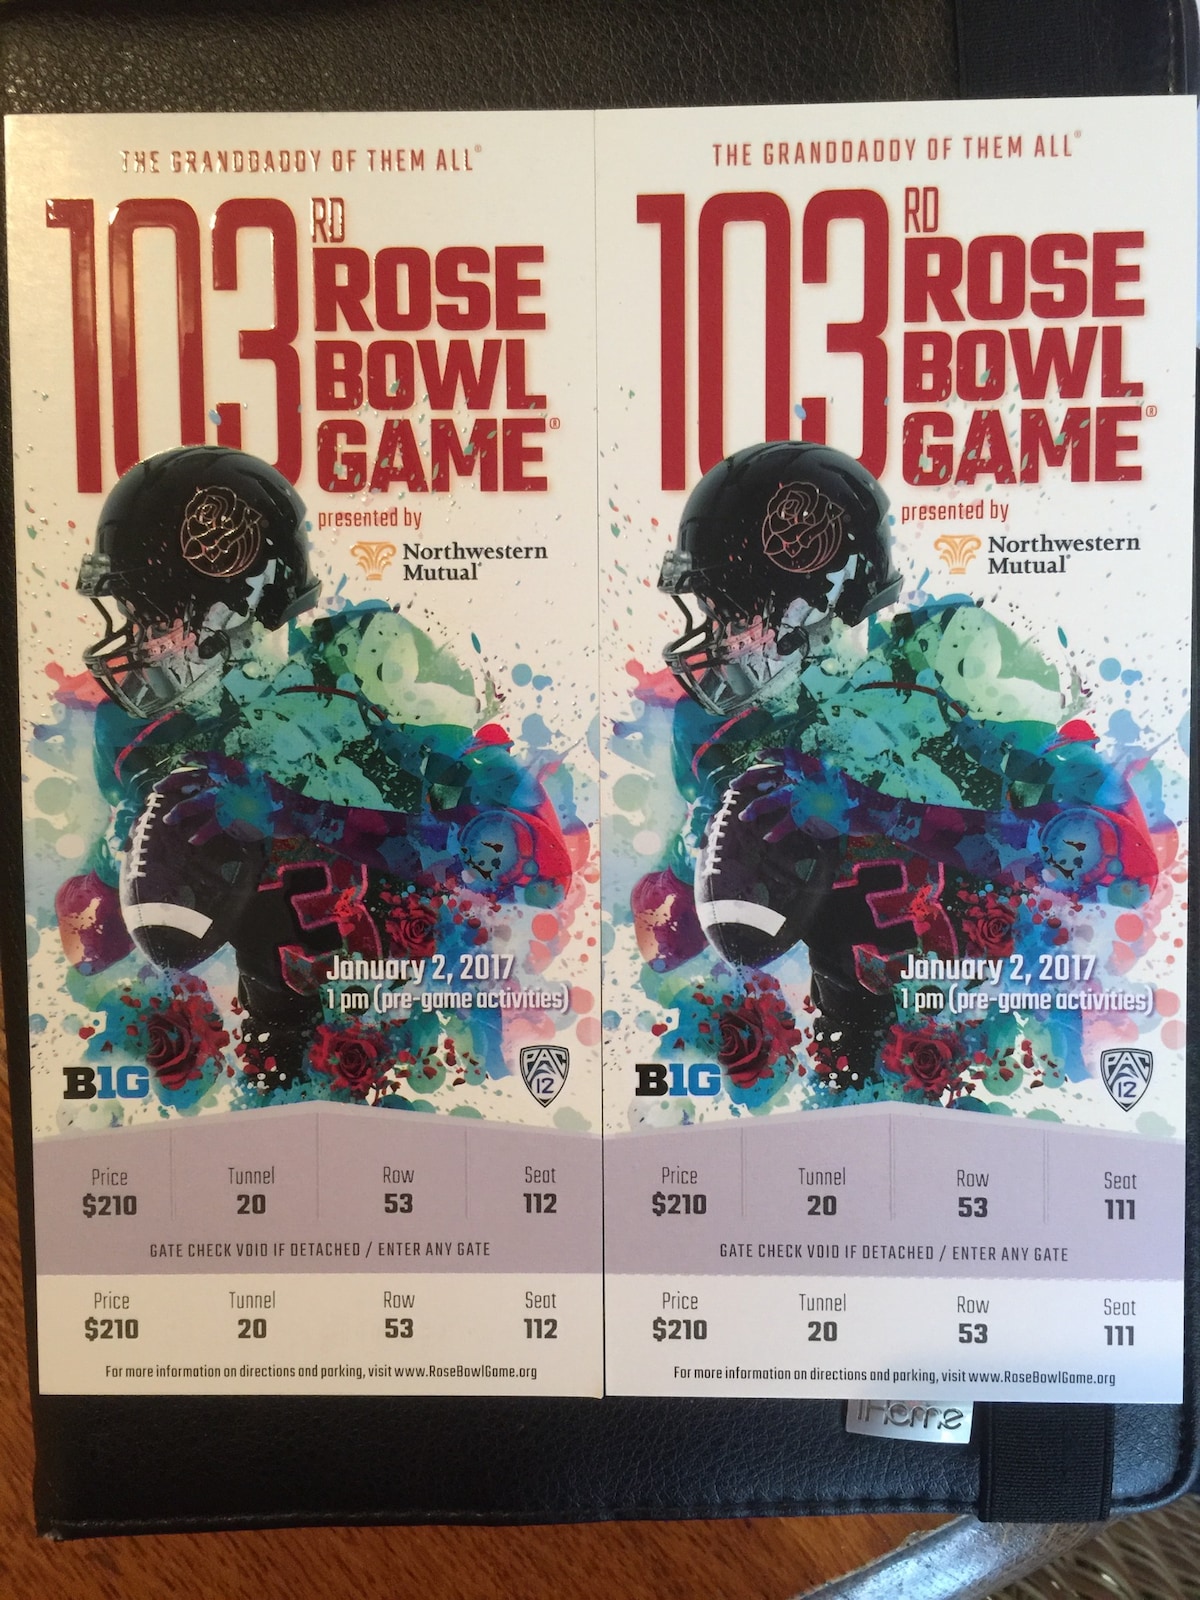 THE GRANDDADDY OF THEM ALL®
103RD
ROSE
BOWL
GAME®
presented by
Northwestern
Mutual®
3
January 2, 2017
1 pm (pre-game activities)
B1G
PAC
12
Price Tunnel Row Seat
$210 20 53 112
GATE CHECK VOID IF DETACHED / ENTER ANY GATE
Price Tunnel Row Seat
$210 20 53 112
For more information on directions and parking, visit www.RoseBowlGame.org
THE GRANDDADDY OF THEM ALL®
103RD
ROSE
BOWL
GAME®
presented by
Northwestern
Mutual®
3
January 2, 2017
1 pm (pre-game activities)
B1G
PAC
12
Price Tunnel Row Seat
$210 20 53 111
GATE CHECK VOID IF DETACHED / ENTER ANY GATE
Price Tunnel Row Seat
$210 20 53 111
For more information on directions and parking, visit www.RoseBowlGame.org
iHome